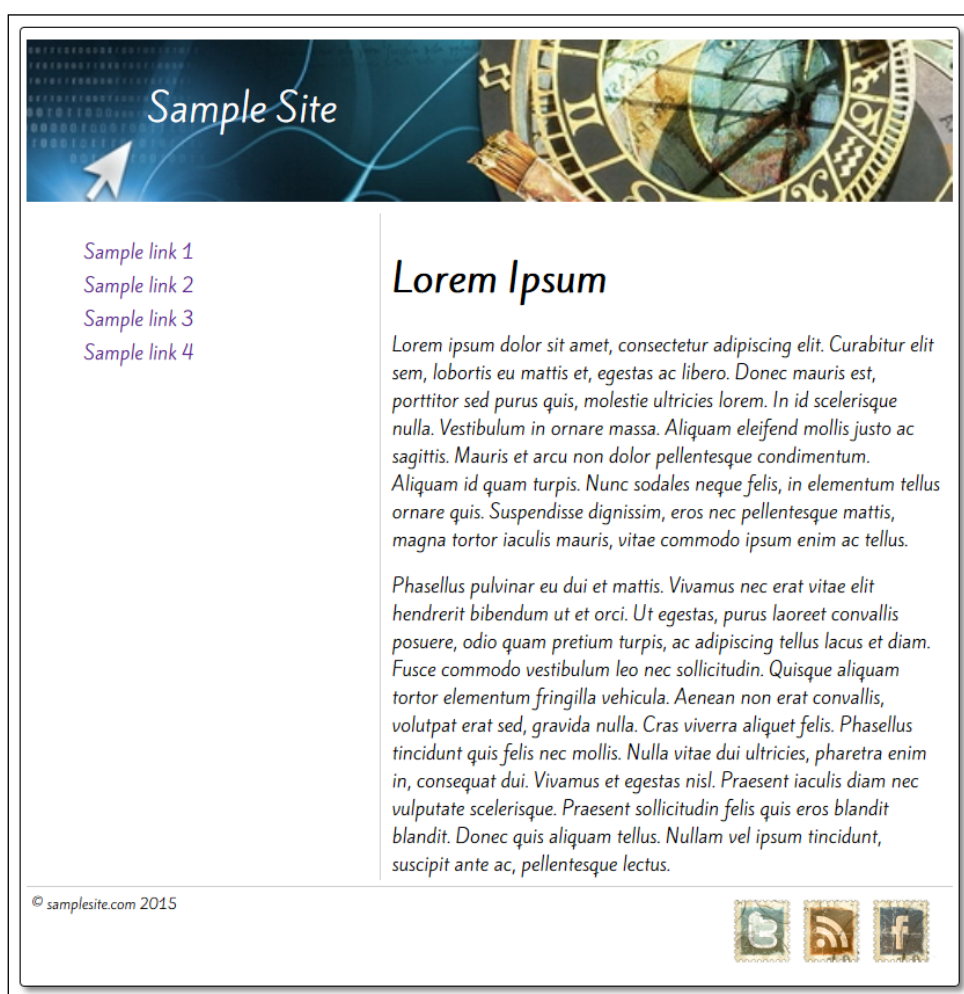 Sample Site
Sample link 1
Sample link 2
Sample link 3
Sample link 4
Lorem Ipsum
Lorem ipsum dolor sit amet, consectetur adipiscing elit. Curabitur elit
sem, lobortis eu mattis et, egestas ac libero. Donec mauris est,
porttitor sed purus quis, molestie ultricies lorem. In id scelerisque
nulla. Vestibulum in ornare massa. Aliquam eleifend mollis justo ac
sagittis. Mauris et arcu non dolor pellentesque condimentum.
Aliquam id quam turpis. Nunc sodales neque felis, in elementum tellus
ornare quis. Suspendisse dignissim, eros nec pellentesque mattis,
magna tortor iaculis mauris, vitae commodo ipsum enim ac tellus.
Phasellus pulvinar eu dui et mattis. Vivamus nec erat vitae elit
hendrerit bibendum ut et orci. Ut egestas, purus laoreet convallis
posuere, odio quam pretium turpis, ac adipiscing tellus lacus et diam.
Fusce commodo vestibulum leo nec sollicitudin. Quisque aliquam
tortor elementum fringilla vehicula. Aenean non erat convallis,
volutpat erat sed, gravida nulla. Cras viverra aliquet felis. Phasellus
tincidunt quis felis nec mollis. Nulla vitae dui ultricies, pharetra enim
in, consequat dui. Vivamus et egestas nisl. Praesent iaculis diam nec
vulputate scelerisque. Praesent sollicitudin felis quis eros blandit
blandit. Donec quis aliquam tellus. Nullam vel ipsum tincidunt,
suscipit ante ac, pellentesque lectus.
© samplesite.com 2015